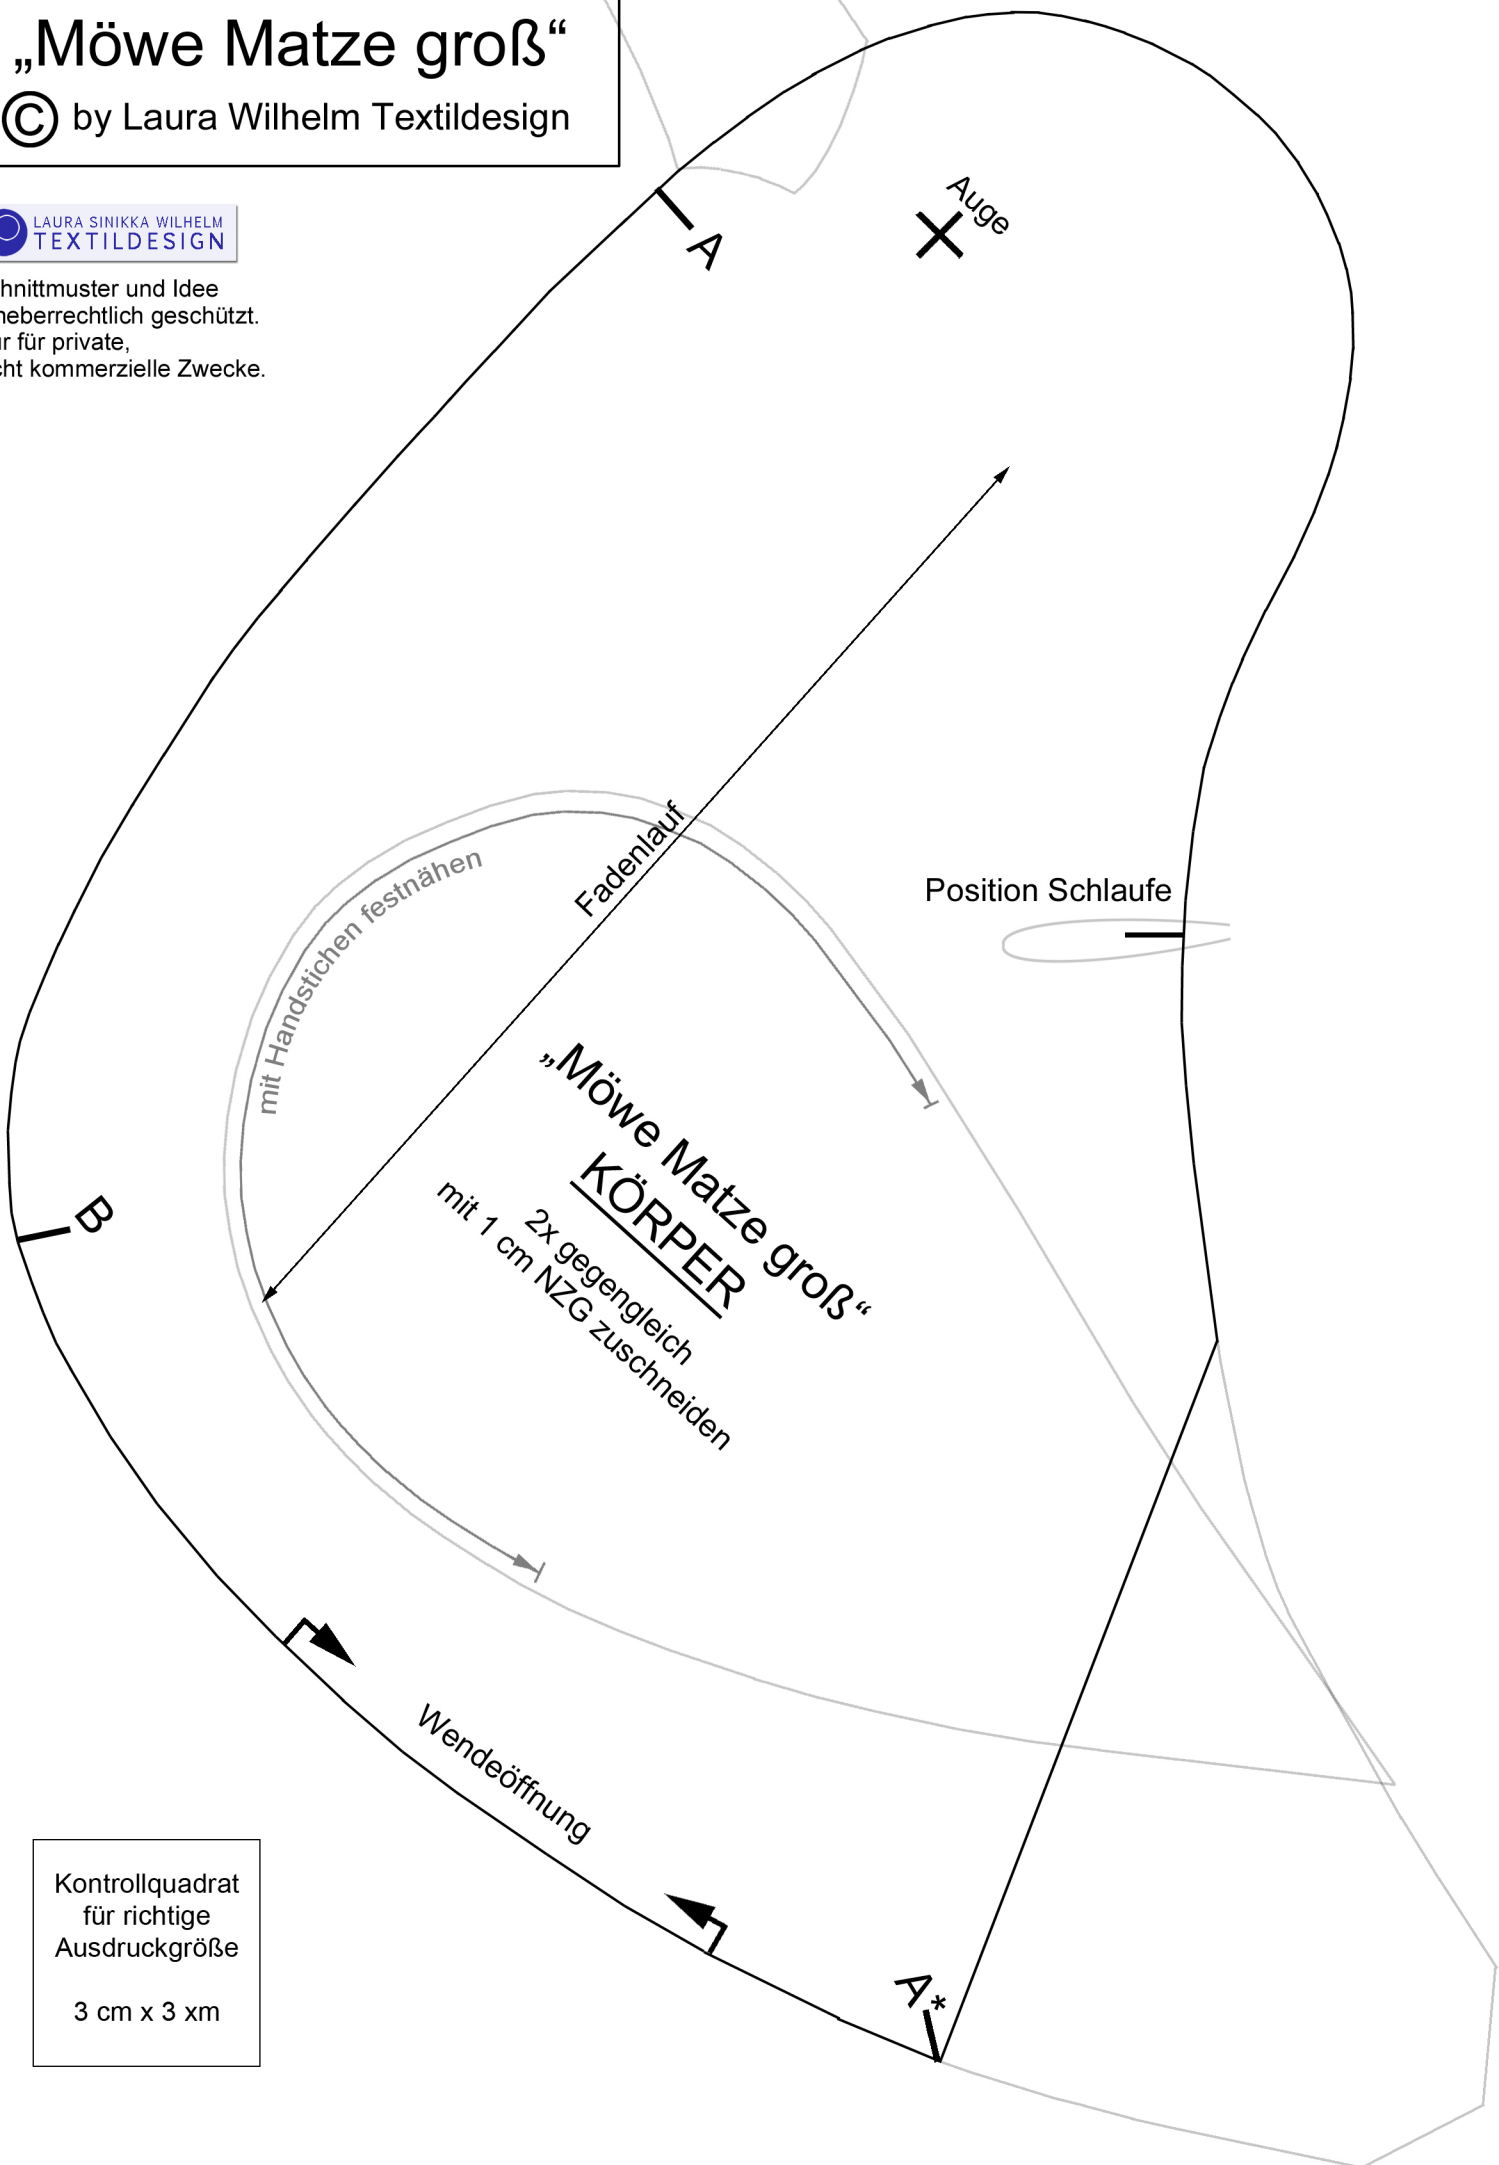 „Möwe Matze groß“
© by Laura Wilhelm Textildesign
LAURA SINIKKA WILHELM
TEXTILDESIGN
hnittmuster und Idee
heberrechtlich geschützt.
r für private,
cht kommerzielle Zwecke.
A
Auge
Fadenlauf
mit Handstichen festnähen
Position Schlaufe
„Möwe Matze groß“
KÖRPER
2x gegengleich
mit 1 cm NZG zuschneiden
B
Wendeöffnung
A*
Kontrollquadrat
für richtige
Ausdruckgröße
3 cm x 3 xm